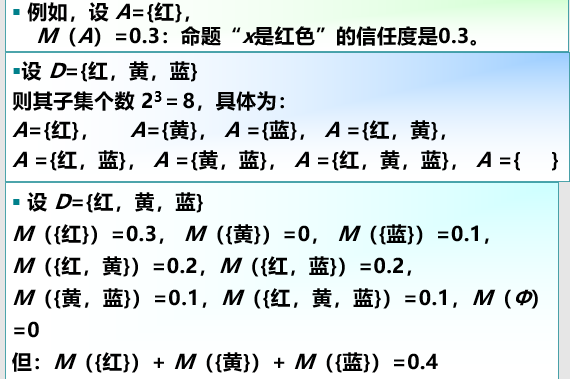 ▪ 例如，设 A={红}，
M（A）=0.3：命题“x是红色”的信任度是0.3。
▪设 D={红，黄，蓝}
则其子集个数 2³＝8，具体为：
A={红}， A={黄}， A ={蓝}， A ={红，黄}，
A ={红，蓝}， A ={黄，蓝}， A ={红，黄，蓝}， A ={ }
▪ 设 D={红，黄，蓝}
M（{红}）=0.3， M（{黄}）=0， M（{蓝}）=0.1，
M（{红，黄}）=0.2，M（{红，蓝}）=0.2，
M（{黄，蓝}）=0.1，M（{红，黄，蓝}）=0.1，M（Φ）
=0
但：M（{红}）+ M（{黄}）+ M（{蓝}）=0.4